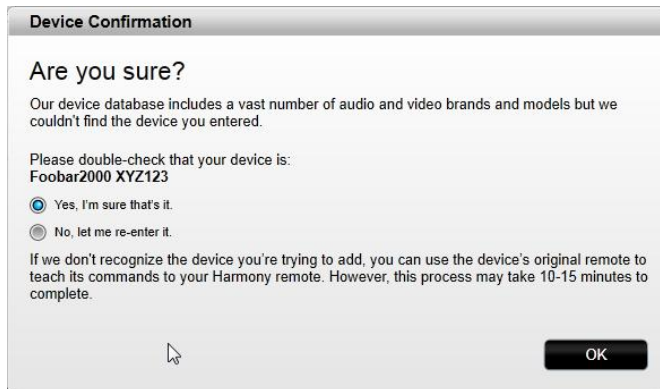 Device Confirmation
Are you sure?
Our device database includes a vast number of audio and video brands and models but we
couldn't find the device you entered.
Please double-check that your device is:
Foobar2000 XYZ123
Yes, I'm sure that's it.
No, let me re-enter it.
If we don't recognize the device you're trying to add, you can use the device's original remote to
teach its commands to your Harmony remote. However, this process may take 10-15 minutes to
complete.
OK